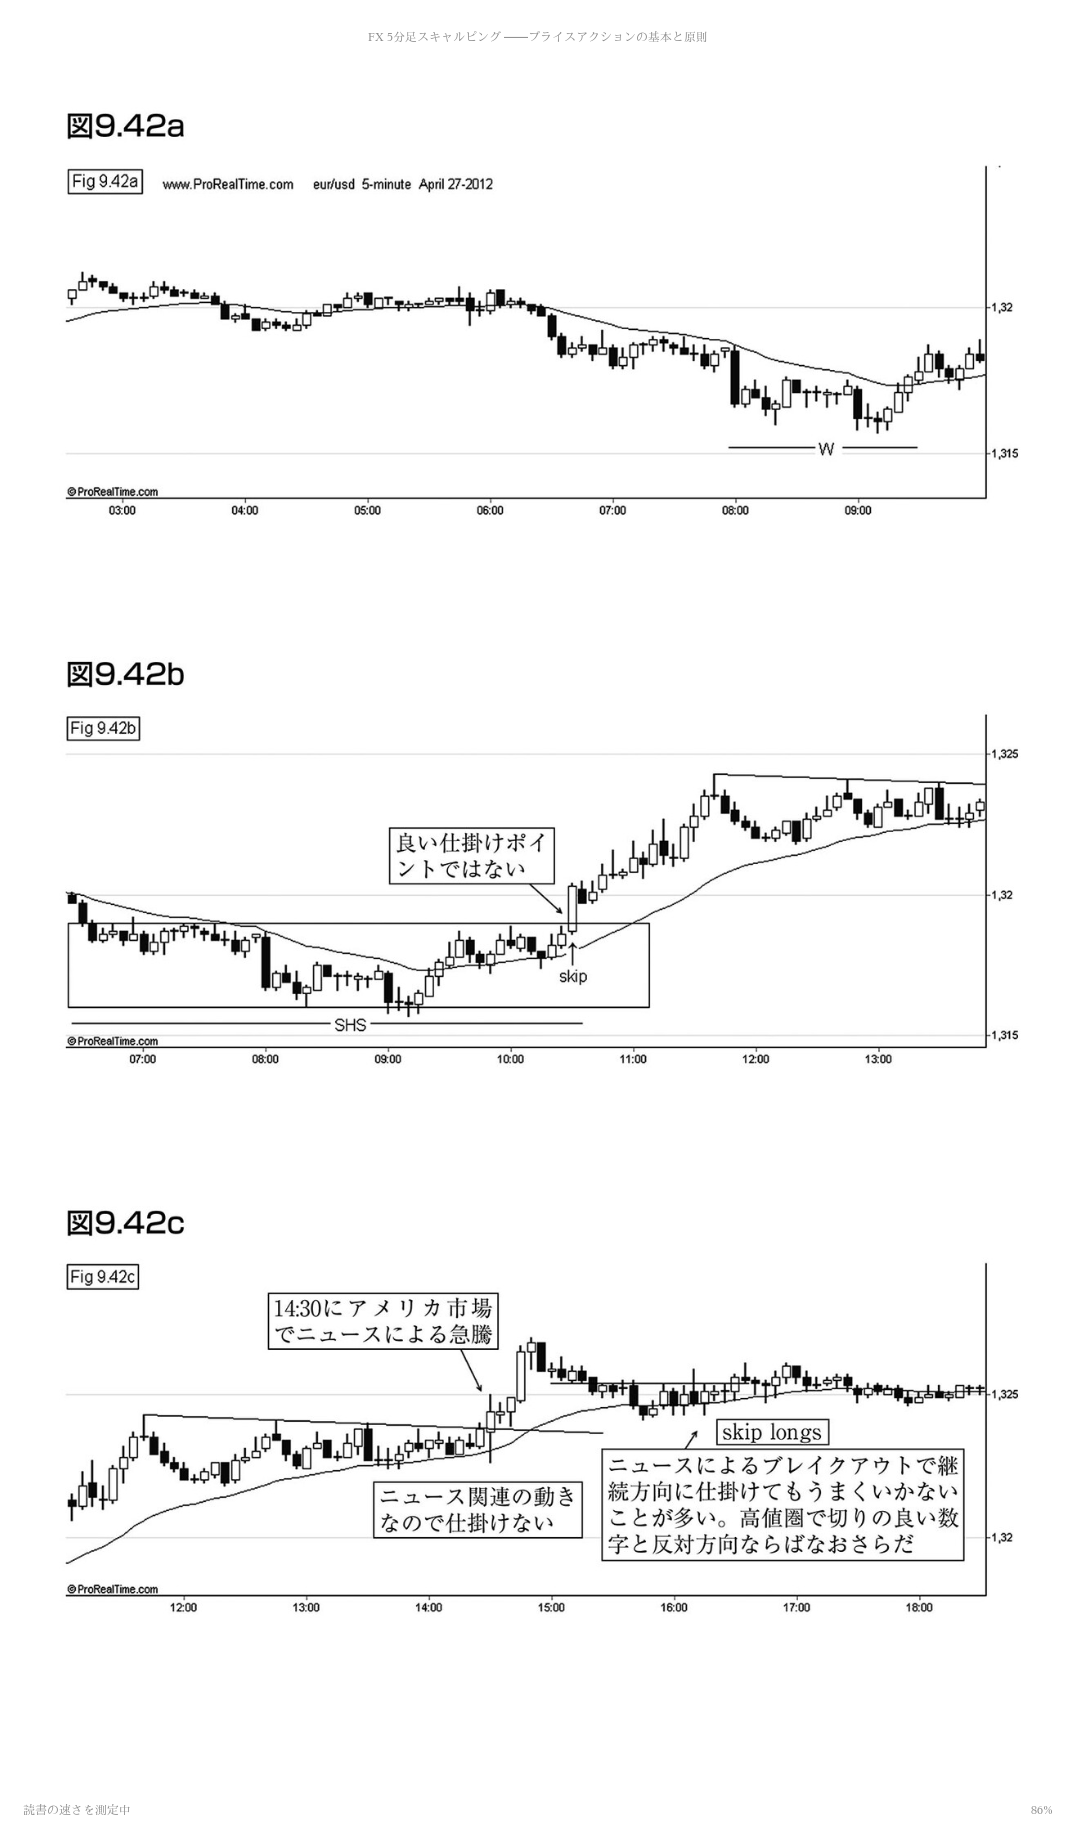 FX 5分足スキャルピング ――プライスアクションの基本と原則
図9.42a
Fig 9.42a www.ProRealTime.com eur/usd 5-minute April 27-2012
1,32
W
1,315
©ProRealTime.com
03:00 04:00 05:00 06:00 07:00 08:00 09:00
図9.42b
Fig 9.42b
1,325
良い仕掛けポイ
ントではない
1,32
skip
SHS
1,315
©ProRealTime.com
07:00 08:00 09:00 10:00 11:00 12:00 13:00
図9.42c
Fig 9.42c
14:30にアメリカ市場
でニュースによる急騰
1,325
skip longs
ニュース関連の動き
なので仕掛けない
ニュースによるブレイクアウトで継
続方向に仕掛けてもうまくいかない
ことが多い。高値圏で切りの良い数
字と反対方向ならばなおさらだ
1,32
©ProRealTime.com
12:00 13:00 14:00 15:00 16:00 17:00 18:00
読書の速さを測定中 86%